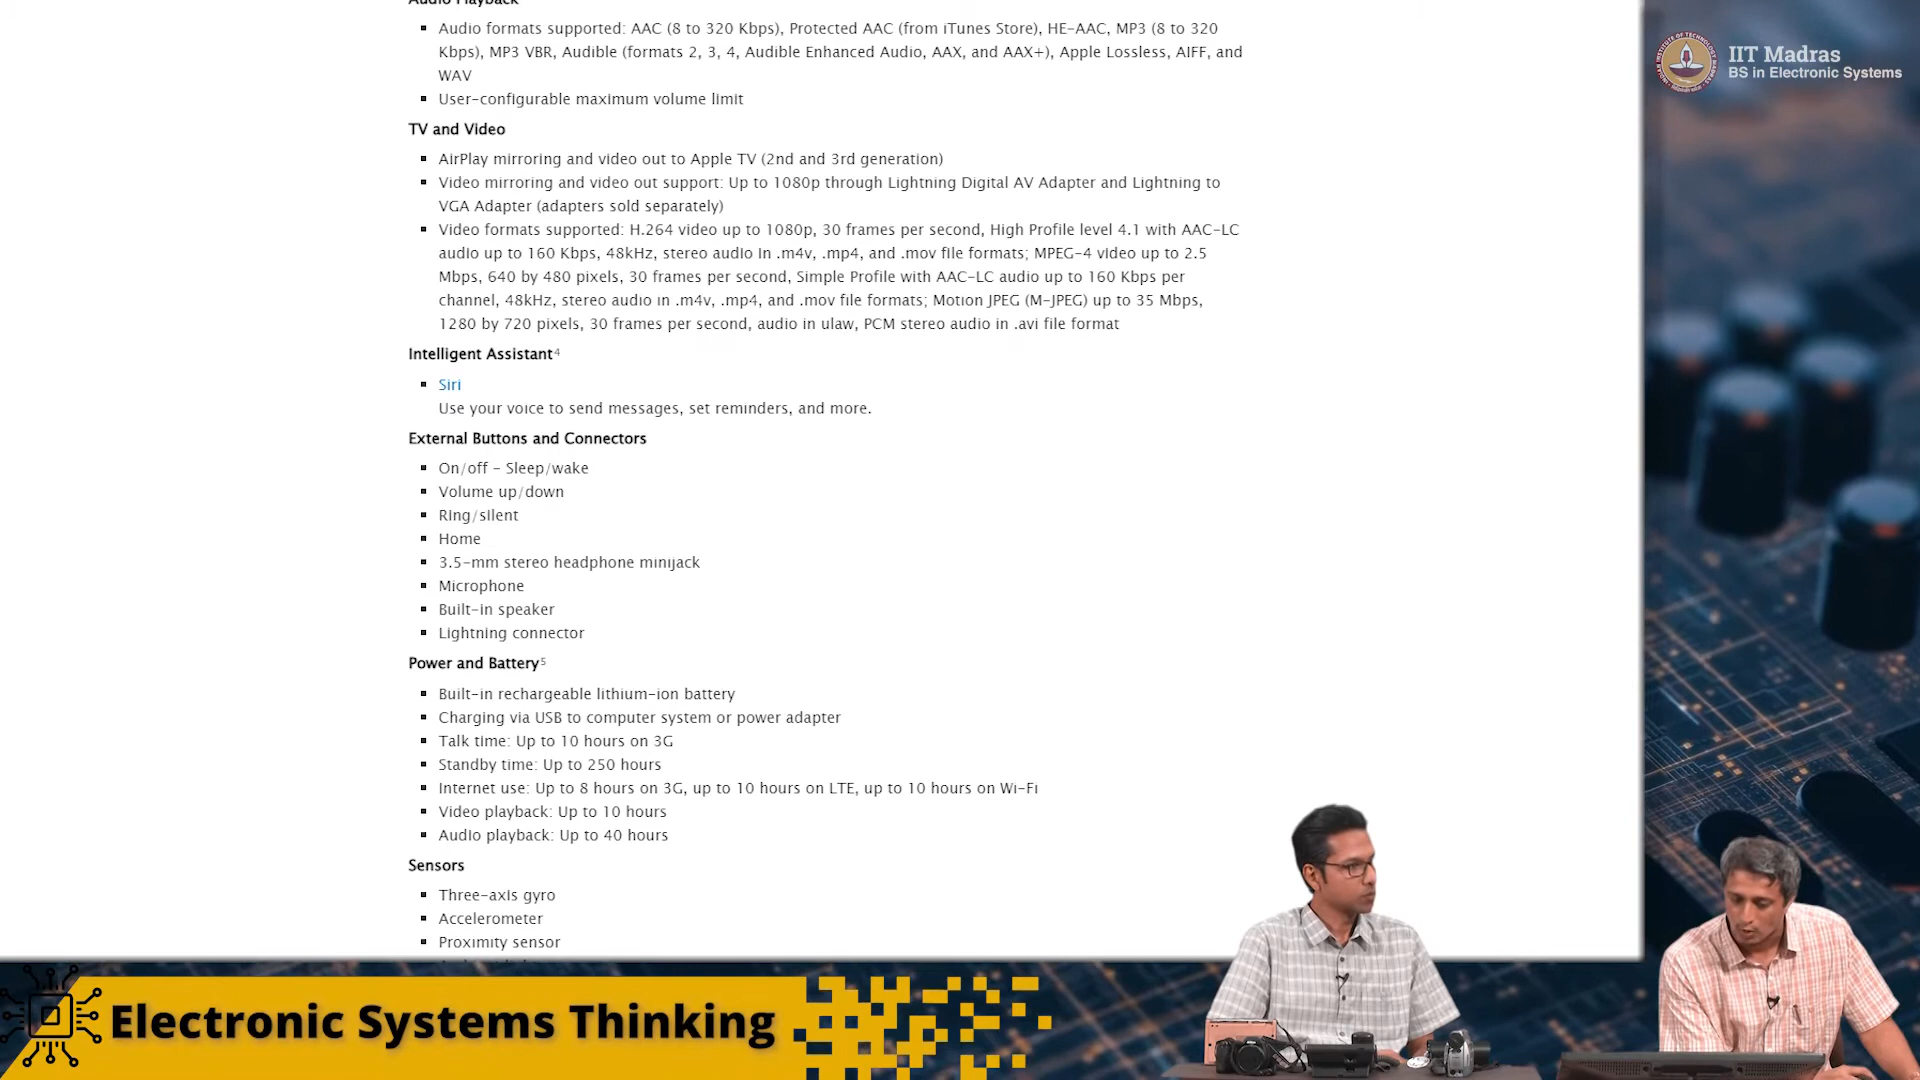 Audio Playback
Audio formats supported: AAC (8 to 320 Kbps), Protected AAC (from iTunes Store), HE-AAC, MP3 (8 to 320
Kbps), MP3 VBR, Audible (formats 2, 3, 4, Audible Enhanced Audio, AAX, and AAX+), Apple Lossless, AIFF, and
WAV
User-configurable maximum volume limit
TV and Video
AirPlay mirroring and video out to Apple TV (2nd and 3rd generation)
Video mirroring and video out support: Up to 1080p through Lightning Digital AV Adapter and Lightning to
VGA Adapter (adapters sold separately)
Video formats supported: H.264 video up to 1080p, 30 frames per second, High Profile level 4.1 with AAC-LC
audio up to 160 Kbps, 48kHz, stereo audio in .m4v, .mp4, and .mov file formats; MPEG-4 video up to 2.5
Mbps, 640 by 480 pixels, 30 frames per second, Simple Profile with AAC-LC audio up to 160 Kbps per
channel, 48kHz, stereo audio in .m4v, .mp4, and .mov file formats; Motion JPEG (M-JPEG) up to 35 Mbps,
1280 by 720 pixels, 30 frames per second, audio in ulaw, PCM stereo audio in .avi file format
Intelligent Assistant4
Siri
Use your voice to send messages, set reminders, and more.
External Buttons and Connectors
On/off - Sleep/wake
Volume up/down
Ring/silent
Home
3.5-mm stereo headphone minijack
Microphone
Built-in speaker
Lightning connector
Power and Battery5
Built-in rechargeable lithium-ion battery
Charging via USB to computer system or power adapter
Talk time: Up to 10 hours on 3G
Standby time: Up to 250 hours
Internet use: Up to 8 hours on 3G, up to 10 hours on LTE, up to 10 hours on Wi-Fi
Video playback: Up to 10 hours
Audio playback: Up to 40 hours
Sensors
Three-axis gyro
Accelerometer
Proximity sensor
IIT Madras
BS in Electronic Systems
Electronic Systems Thinking